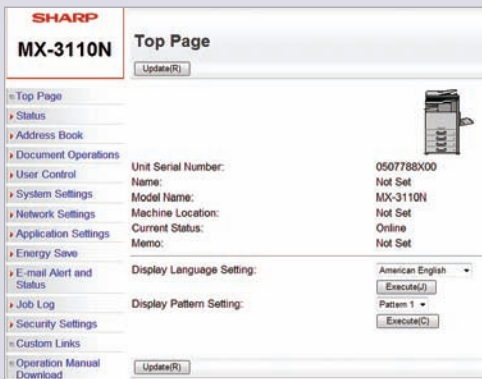 SHARP
MX-3110N
Top Page
Update(R)
Top Page
Status
Address Book
Document Operations
User Control
System Settings
Network Settings
Application Settings
Energy Save
E-mail Alert and
Status
Job Log
Security Settings
Custom Links
Operation Manual
Download
Unit Serial Number: 0507788X00
Name: Not Set
Model Name: MX-3110N
Machine Location: Not Set
Current Status: Online
Memo: Not Set
Display Language Setting: American English
Execute(J)
Display Pattern Setting: Pattern 1
Execute(C)
Update(R)